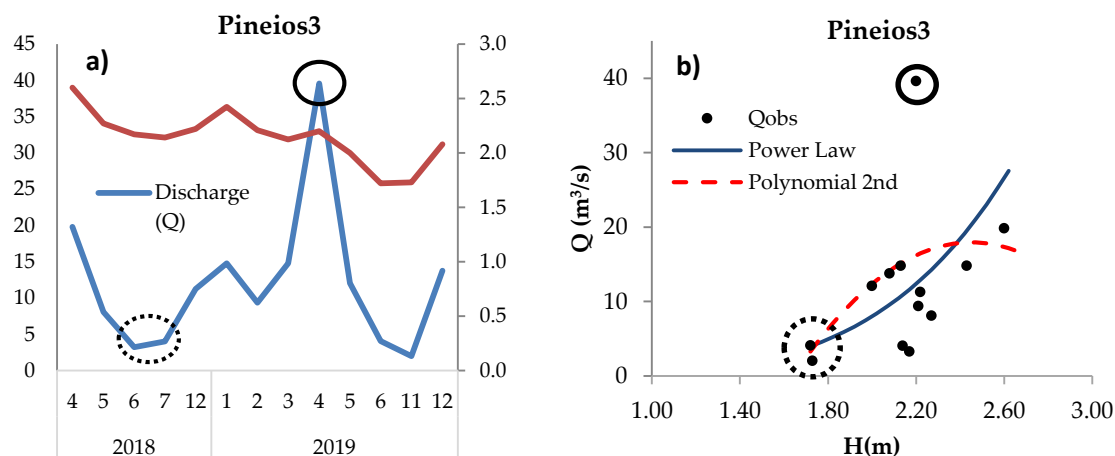 Pineios3
a)
45
40
35
30
25
20
15
10
5
0
3.0
2.5
2.0
1.5
1.0
0.5
0.0
Discharge
(Q)
4 5 6 7 12 1 2 3 4 5 6 11 12
2018 2019
Pineios3
b)
Q (m³/s)
40
30
20
10
0
Qobs
Power Law
Polynomial 2nd
1.00 1.40 1.80 2.20 2.60 3.00
H(m)